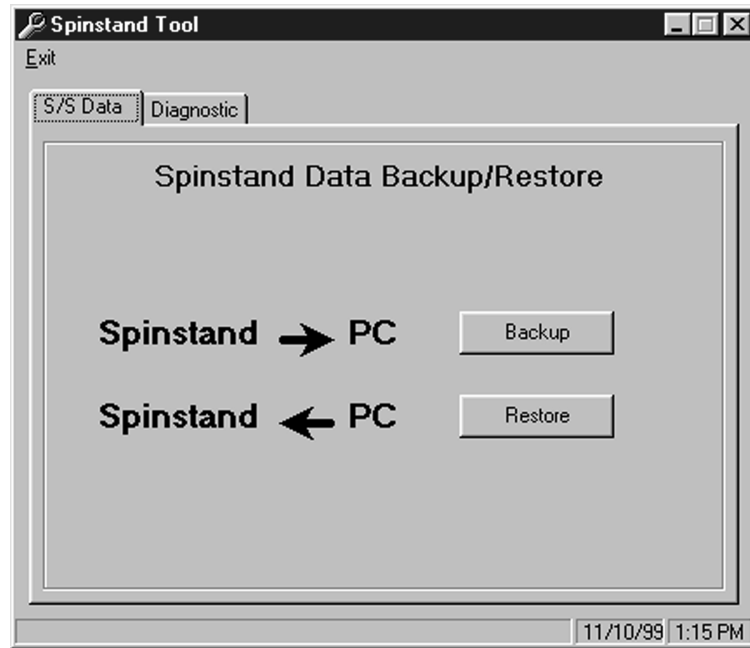 Spinstand Tool
Exit
S/S Data Diagnostic
Spinstand Data Backup/Restore
Spinstand PC Backup
Spinstand PC Restore
11/10/99 1:15 PM